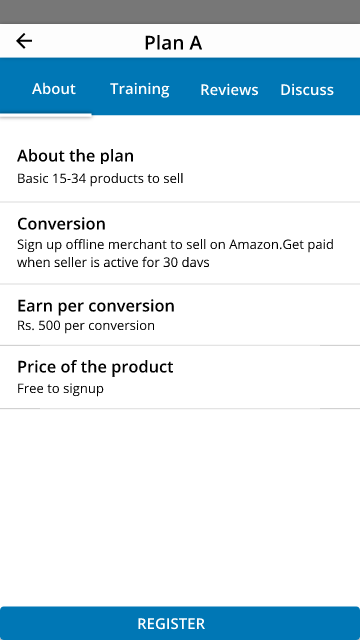 Plan A
About Training Reviews Discuss
About the plan
Basic 15-34 products to sell
Conversion
Sign up offline merchant to sell on Amazon.Get paid
when seller is active for 30 days
Earn per conversion
Rs. 500 per conversion
Price of the product
Free to signup
REGISTER